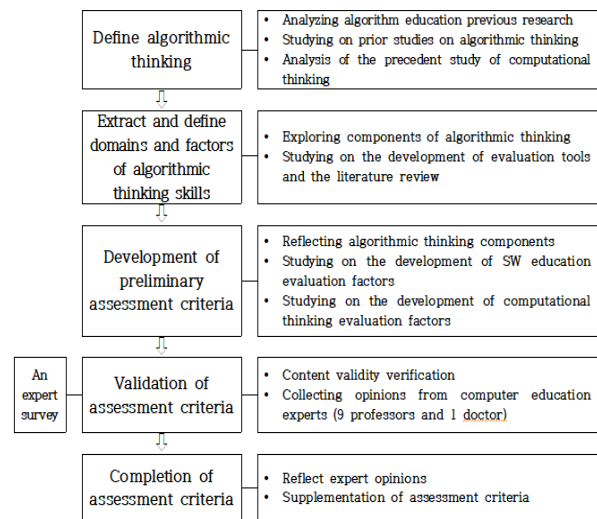 Define algorithmic
thinking
• Analyzing algorithm education previous research
• Studying on prior studies on algorithmic thinking
• Analysis of the precedent study of computational
thinking
Extract and define
domains and factors
of algorithmic
thinking skills
• Exploring components of algorithmic thinking
• Studying on the development of evaluation tools
and the literature review
Development of
preliminary
assessment criteria
• Reflecting algorithmic thinking components
• Studying on the development of SW education
evaluation factors
• Studying on the development of computational
thinking evaluation factors
An
expert
survey
Validation of
assessment criteria
• Content validity verification
• Collecting opinions from computer education
experts (9 professors and 1 doctor)
Completion of
assessment criteria
• Reflect expert opinions
• Supplementation of assessment criteria